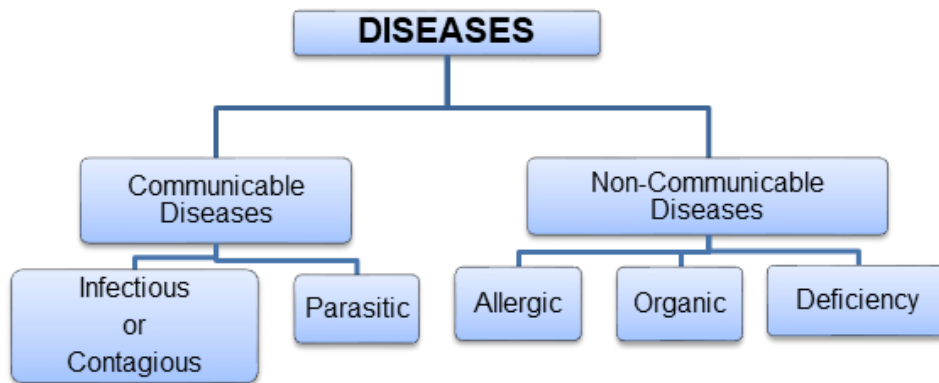 DISEASES
Communicable
Diseases
Non-Communicable
Diseases
Infectious
or
Contagious
Parasitic
Allergic
Organic
Deficiency